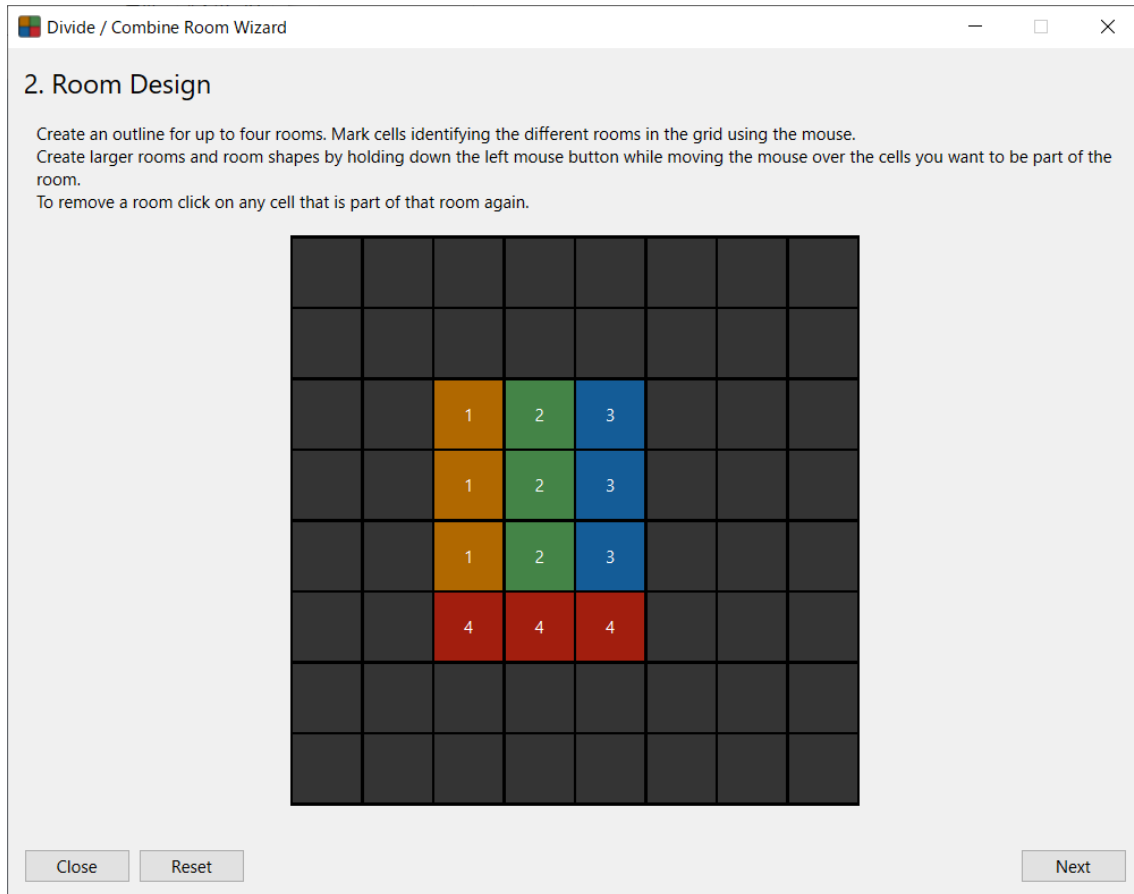 Divide / Combine Room Wizard
2. Room Design
Create an outline for up to four rooms. Mark cells identifying the different rooms in the grid using the mouse.
Create larger rooms and room shapes by holding down the left mouse button while moving the mouse over the cells you want to be part of the
room.
To remove a room click on any cell that is part of that room again.
1 2 3
1 2 3
1 2 3
4 4 4
Close Reset Next